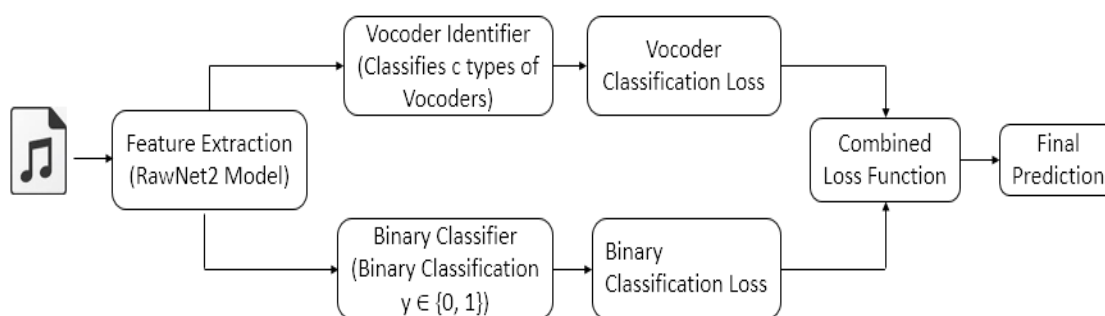 Feature Extraction
(RawNet2 Model)
Vocoder Identifier
(Classifies c types of
Vocoders)
Vocoder
Classification Loss
Binary Classifier
(Binary Classification
y ∈ {0, 1})
Binary
Classification Loss
Combined
Loss Function
Final
Prediction